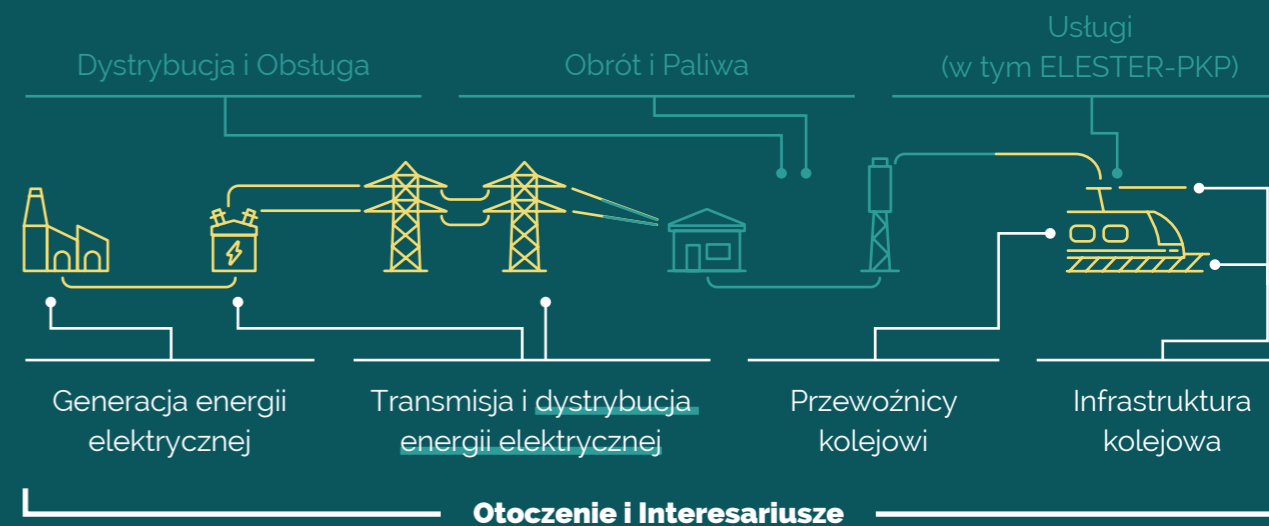 Dystrybucja i Obsługa
Obrót i Paliwa
Usługi
(w tym ELESTER-PKP)
Generacja energii
elektrycznej
Transmisja i dystrybucja
energii elektrycznej
Przewoźnicy
kolejowi
Infrastruktura
kolejowa
Otoczenie i Interesariusze